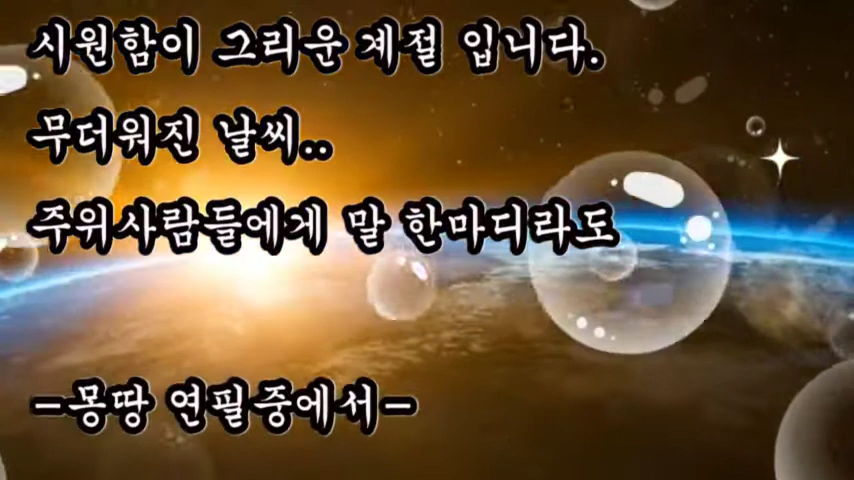 시원함이 그리운 계절 입니다.
무더워진 날씨..
주위사람들에게 말 한마디라도
-몽땅 연필중에서-